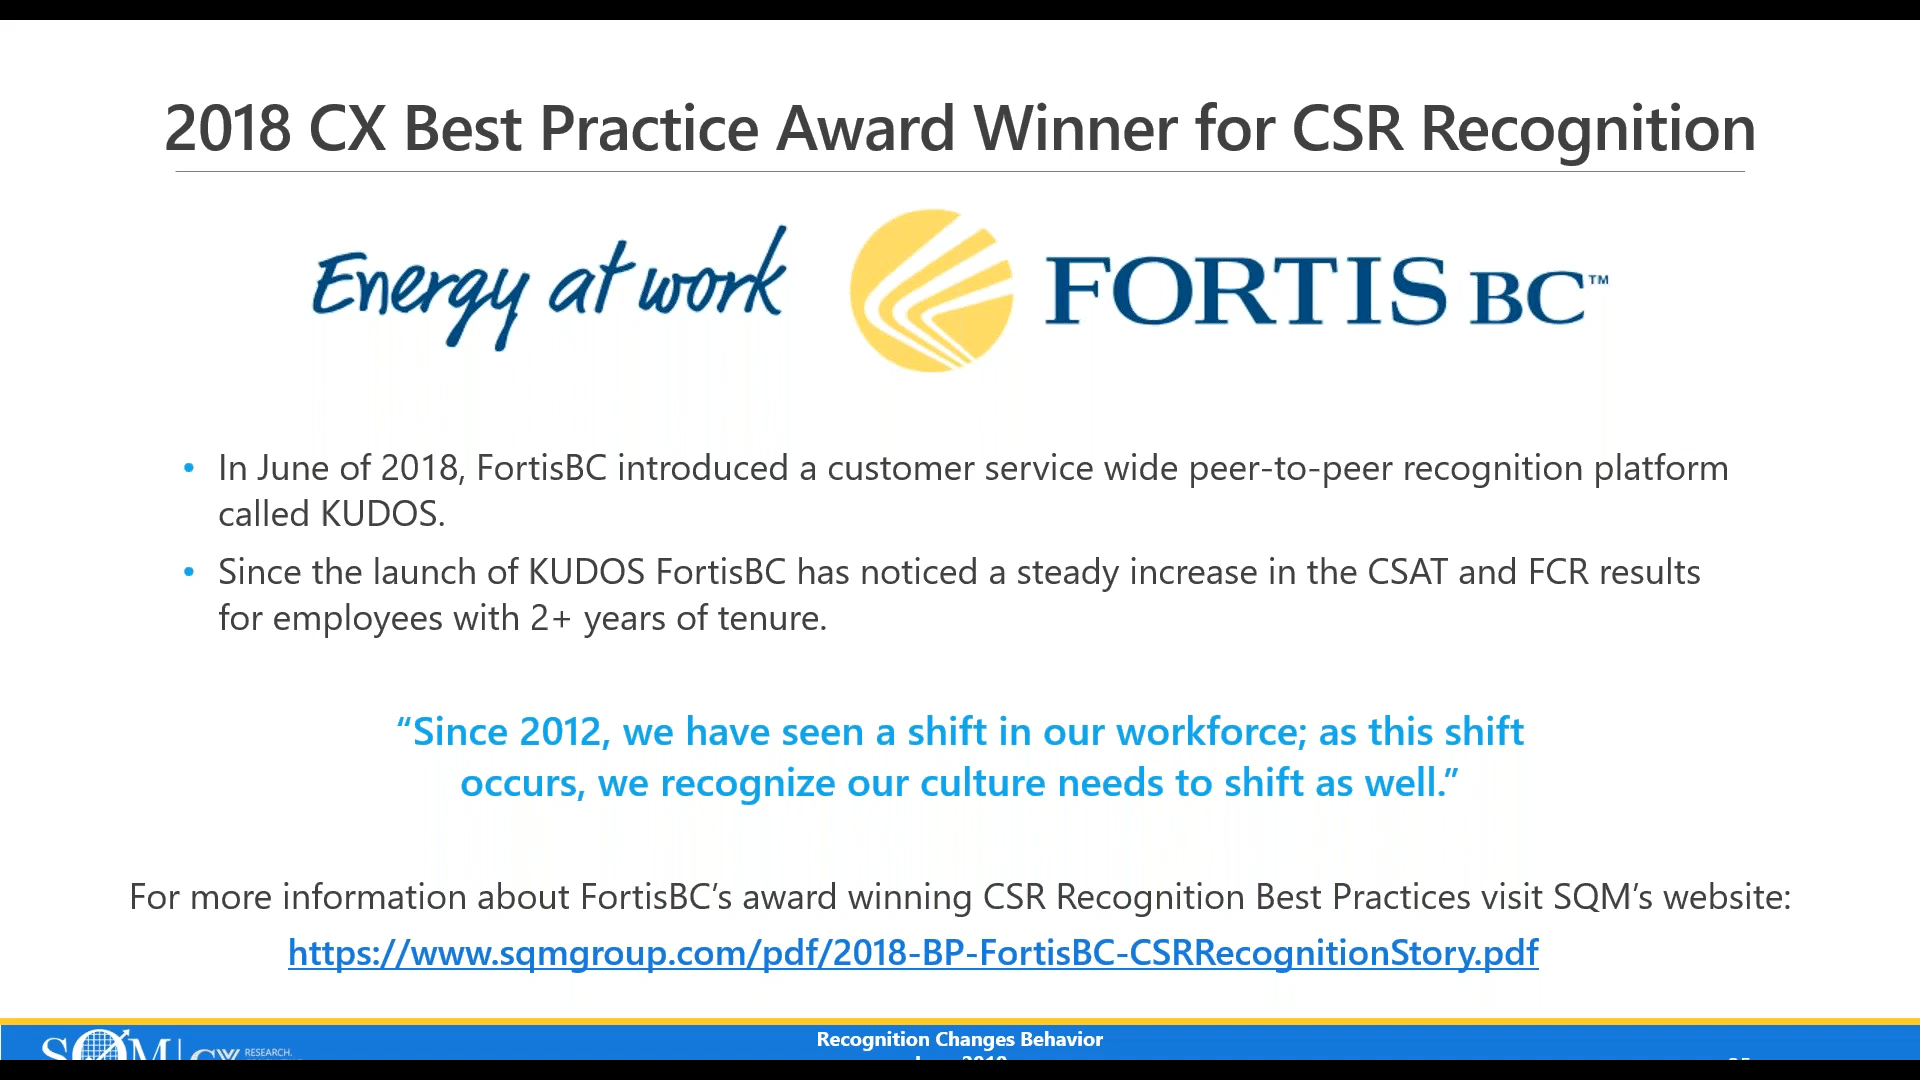 2018 CX Best Practice Award Winner for CSR Recognition
Energy at work
FORTIS BC™
• In June of 2018, FortisBC introduced a customer service wide peer-to-peer recognition platform
called KUDOS.
• Since the launch of KUDOS FortisBC has noticed a steady increase in the CSAT and FCR results
for employees with 2+ years of tenure.
“Since 2012, we have seen a shift in our workforce; as this shift
occurs, we recognize our culture needs to shift as well.”
For more information about FortisBC’s award winning CSR Recognition Best Practices visit SQM’s website:
https://www.sqmgroup.com/pdf/2018-BP-FortisBC-CSRRecognitionStory.pdf
SQM | CX RESEARCH.
Recognition Changes Behavior